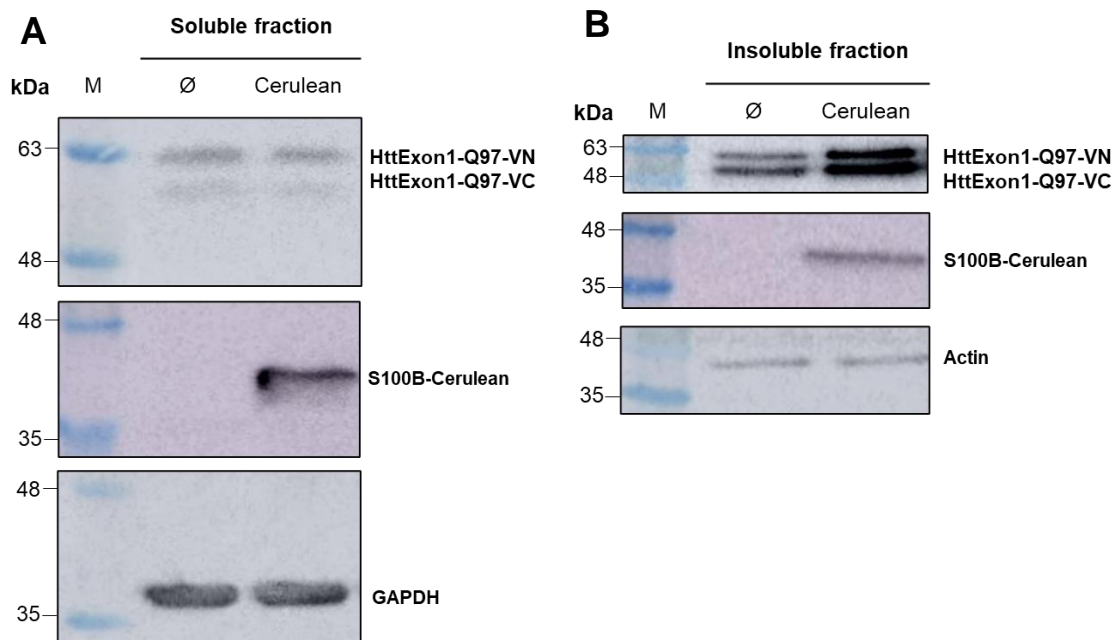 A
Soluble fraction
kDa M Ø Cerulean
63
HttExon1-Q97-VN
HttExon1-Q97-VC
48
48
S100B-Cerulean
35
48
GAPDH
35
B
Insoluble fraction
kDa M Ø Cerulean
63
HttExon1-Q97-VN
48
HttExon1-Q97-VC
48
S100B-Cerulean
35
48
Actin
35